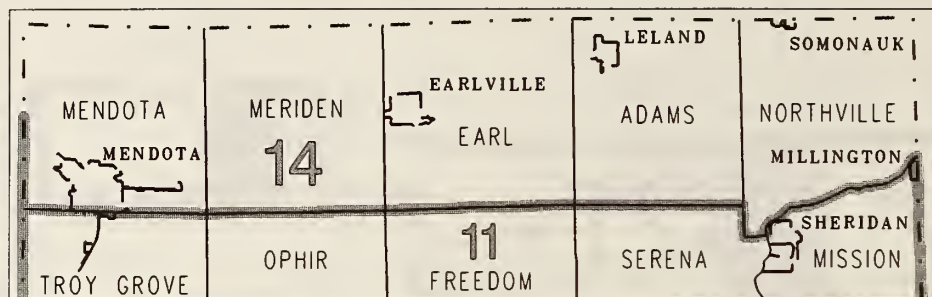 LELAND
SOMONAUK
EARLVILLE
MENDOTA
MERIDEN
ADAMS
NORTHVILLE
EARL
MENDOTA
14
MILLINGTON
SHERIDAN
11
OPHIR
SERENA
MISSION
TROY GROVE
FREEDOM